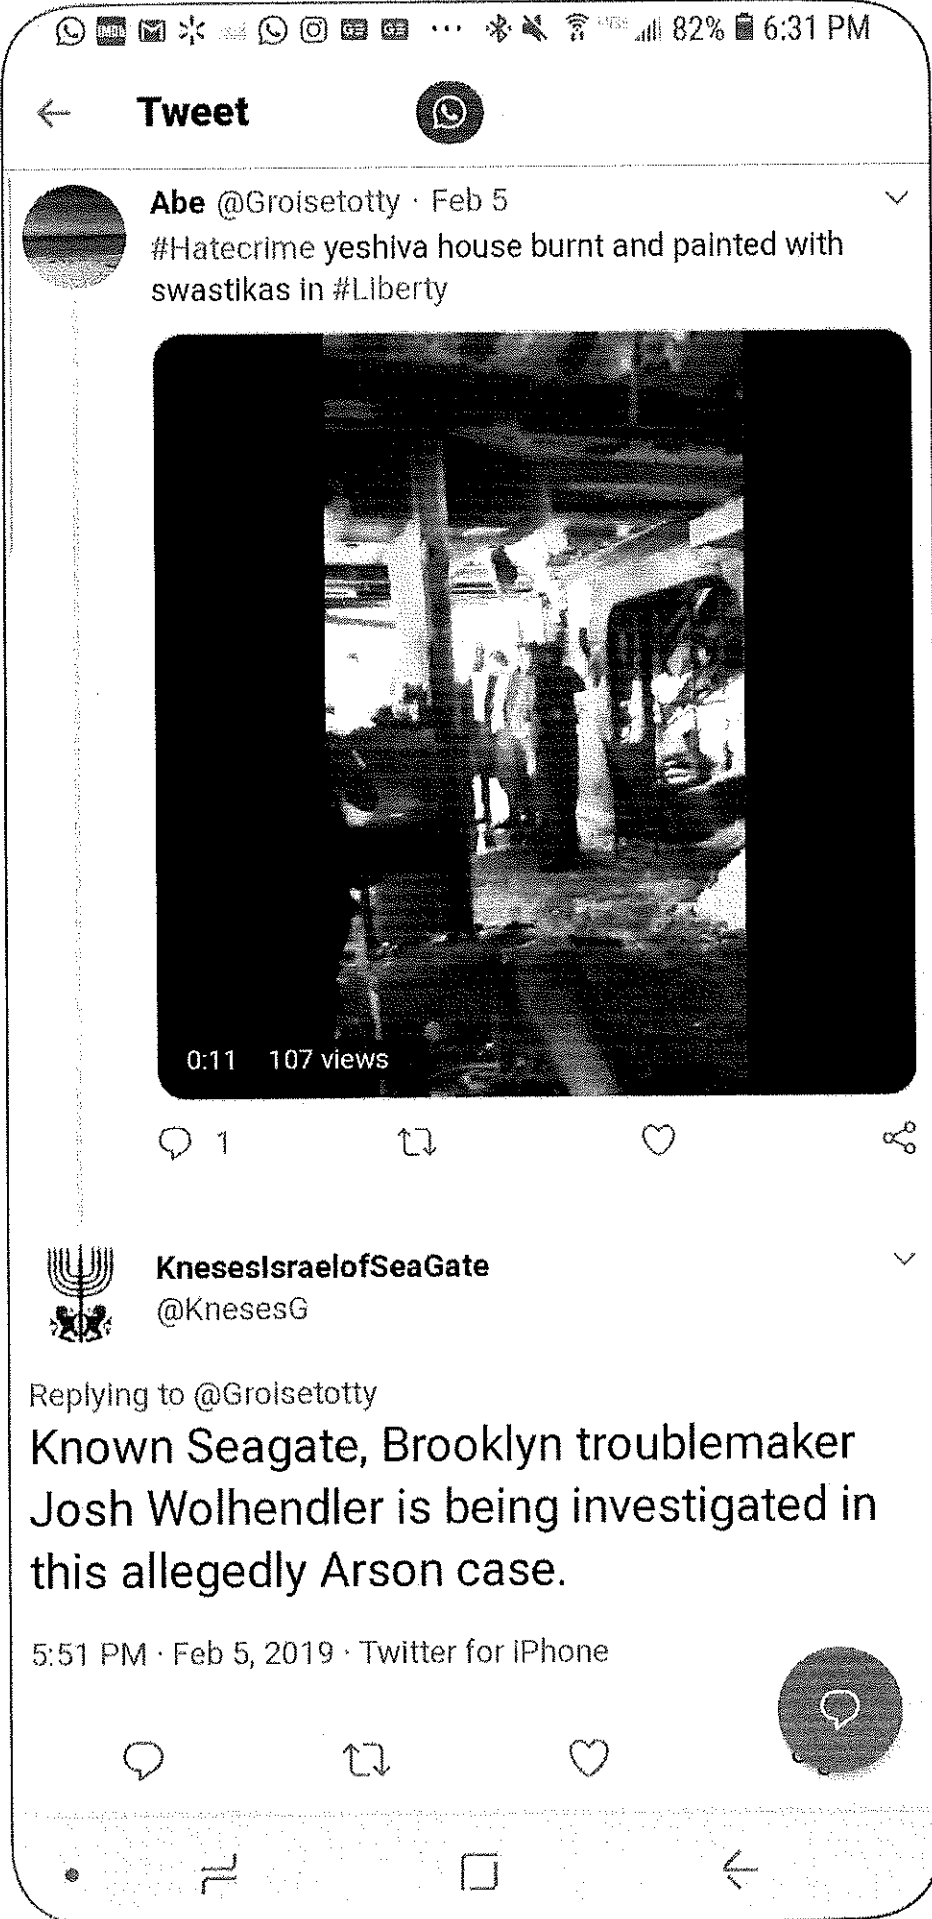 82% 6:31 PM
Tweet
Abe @Groisetotty · Feb 5
#Hatecrime yeshiva house burnt and painted with
swastikas in #Liberty
0:11 107 views
1
KnesesIsraelofSeaGate
@KnesesG
Replying to @Groisetotty
Known Seagate, Brooklyn troublemaker
Josh Wolhendler is being investigated in
this allegedly Arson case.
5:51 PM · Feb 5, 2019 · Twitter for iPhone